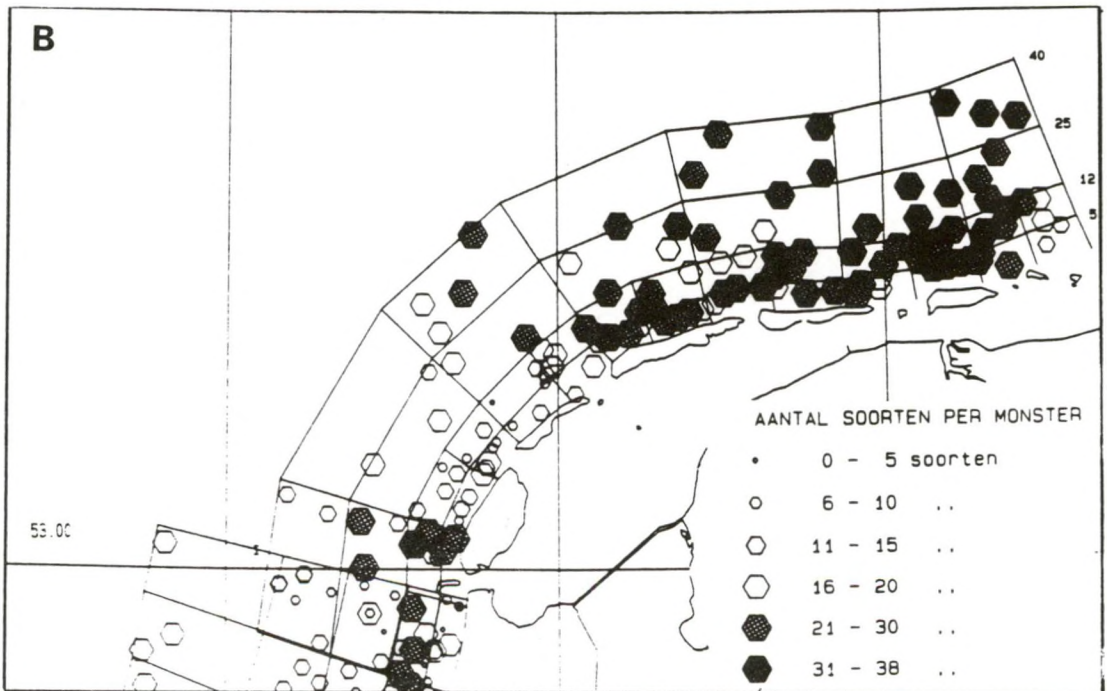 B
40
25
12
5
AANTAL SOORTEN PER MONSTER
0 - 5 soorten
6 - 10 ..
11 - 15 ..
16 - 20 ..
21 - 30 ..
31 - 38 ..
53.00